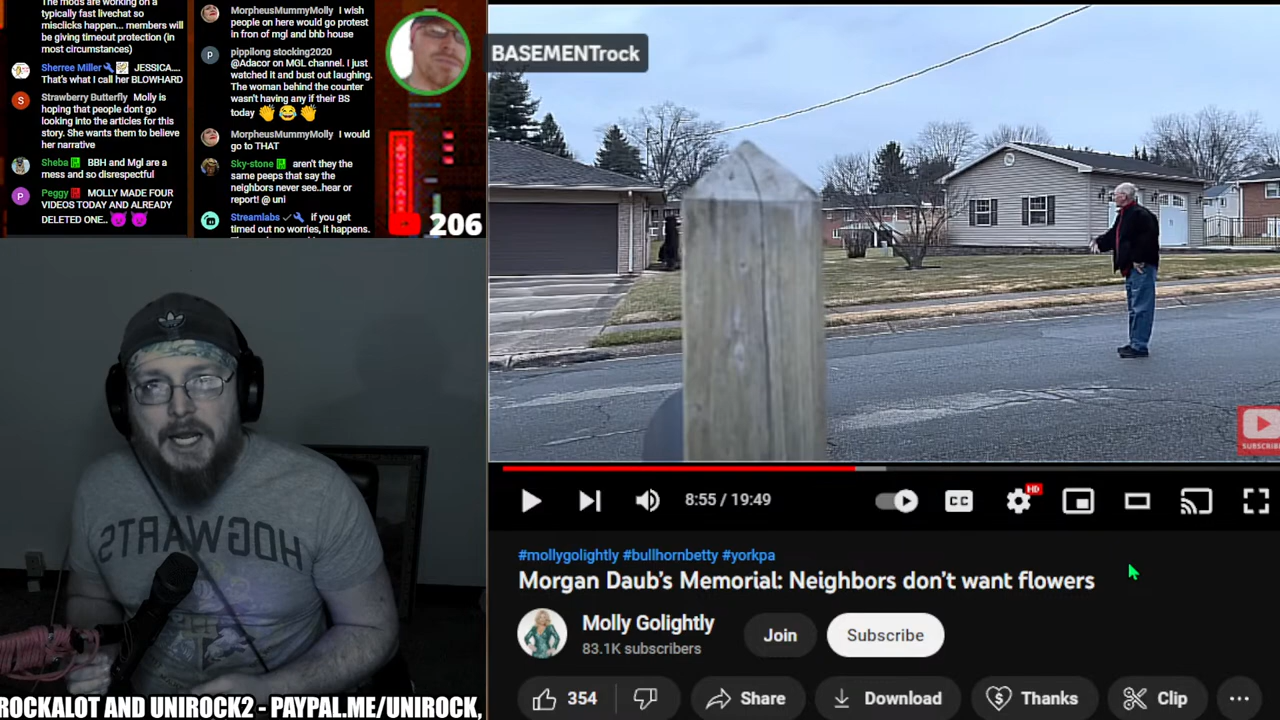 The mods are working on a
typically fast livechat so
misclicks happen... members will
be giving timeout protection (in
most circumstances)
Sherree Miller JESSICA....
That's what I call her BLOWHARD
S
Strawberry Butterfly Molly is
hoping that people dont go
looking into the articles for this
story. She wants them to believe
her narrative
Sheba BBH and Mgl are a
mess and so disrespectful
P
Peggy MOLLY MADE FOUR
VIDEOS TODAY AND ALREADY
DELETED ONE..
MorpheusMummyMolly I wish
people on here would go protest
in fron of mgl and bhb house
P
pippilong stocking2020
@Adacor on MGL channel. I just
watched it and bust out laughing.
The woman behind the counter
wasn't having any if their BS
today
MorpheusMummyMolly I would
go to THAT
Sky-stone aren't they the
same peeps that say the
neighbors never see..hear or
report! @ uni
Streamlabs if you get
timed out no worries, it happens.
206
HOGWARTS
ROCKALOT AND UNIROCK2 - PAYPAL.ME/UNIROCK,
BASEMENTrock
SUBSCRIBE
8:55 / 19:49
CC
HD
#mollygolightly #bullhornbetty #yorkpa
Morgan Daub's Memorial: Neighbors don't want flowers
Molly Golightly
83.1K subscribers
Join
Subscribe
354
Share
Download
Thanks
Clip